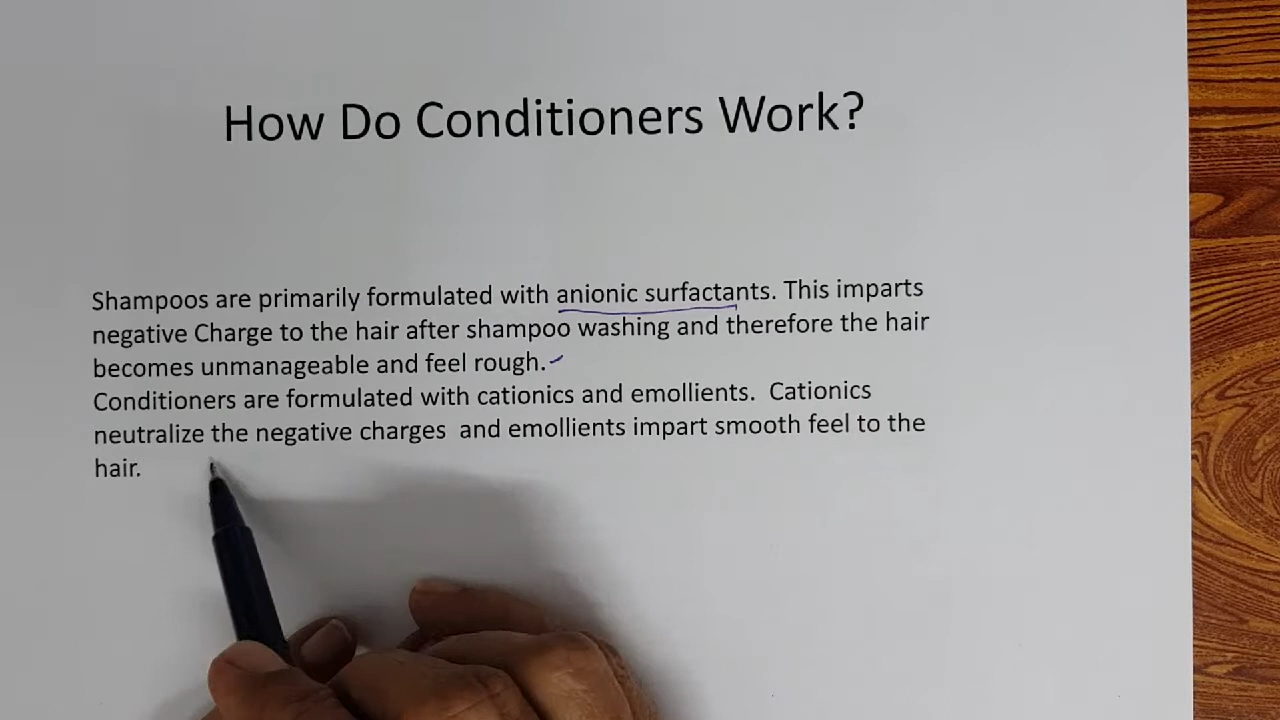 How Do Conditioners Work?
Shampoos are primarily formulated with anionic surfactants. This imparts
negative Charge to the hair after shampoo washing and therefore the hair
becomes unmanageable and feel rough.
Conditioners are formulated with cationics and emollients.  Cationics
neutralize the negative charges  and emollients impart smooth feel to the
hair.